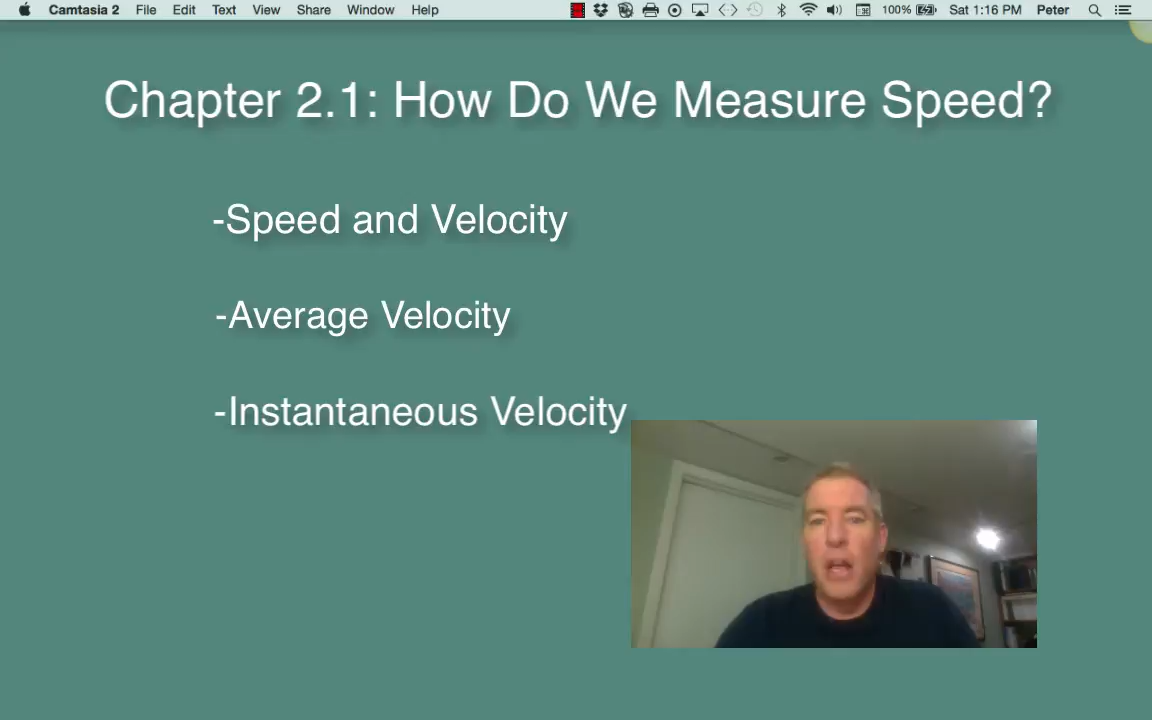 Camtasia 2 File Edit Text View Share Window Help 100% Sat 1:16 PM Peter
Chapter 2.1: How Do We Measure Speed?
-Speed and Velocity
-Average Velocity
-Instantaneous Velocity